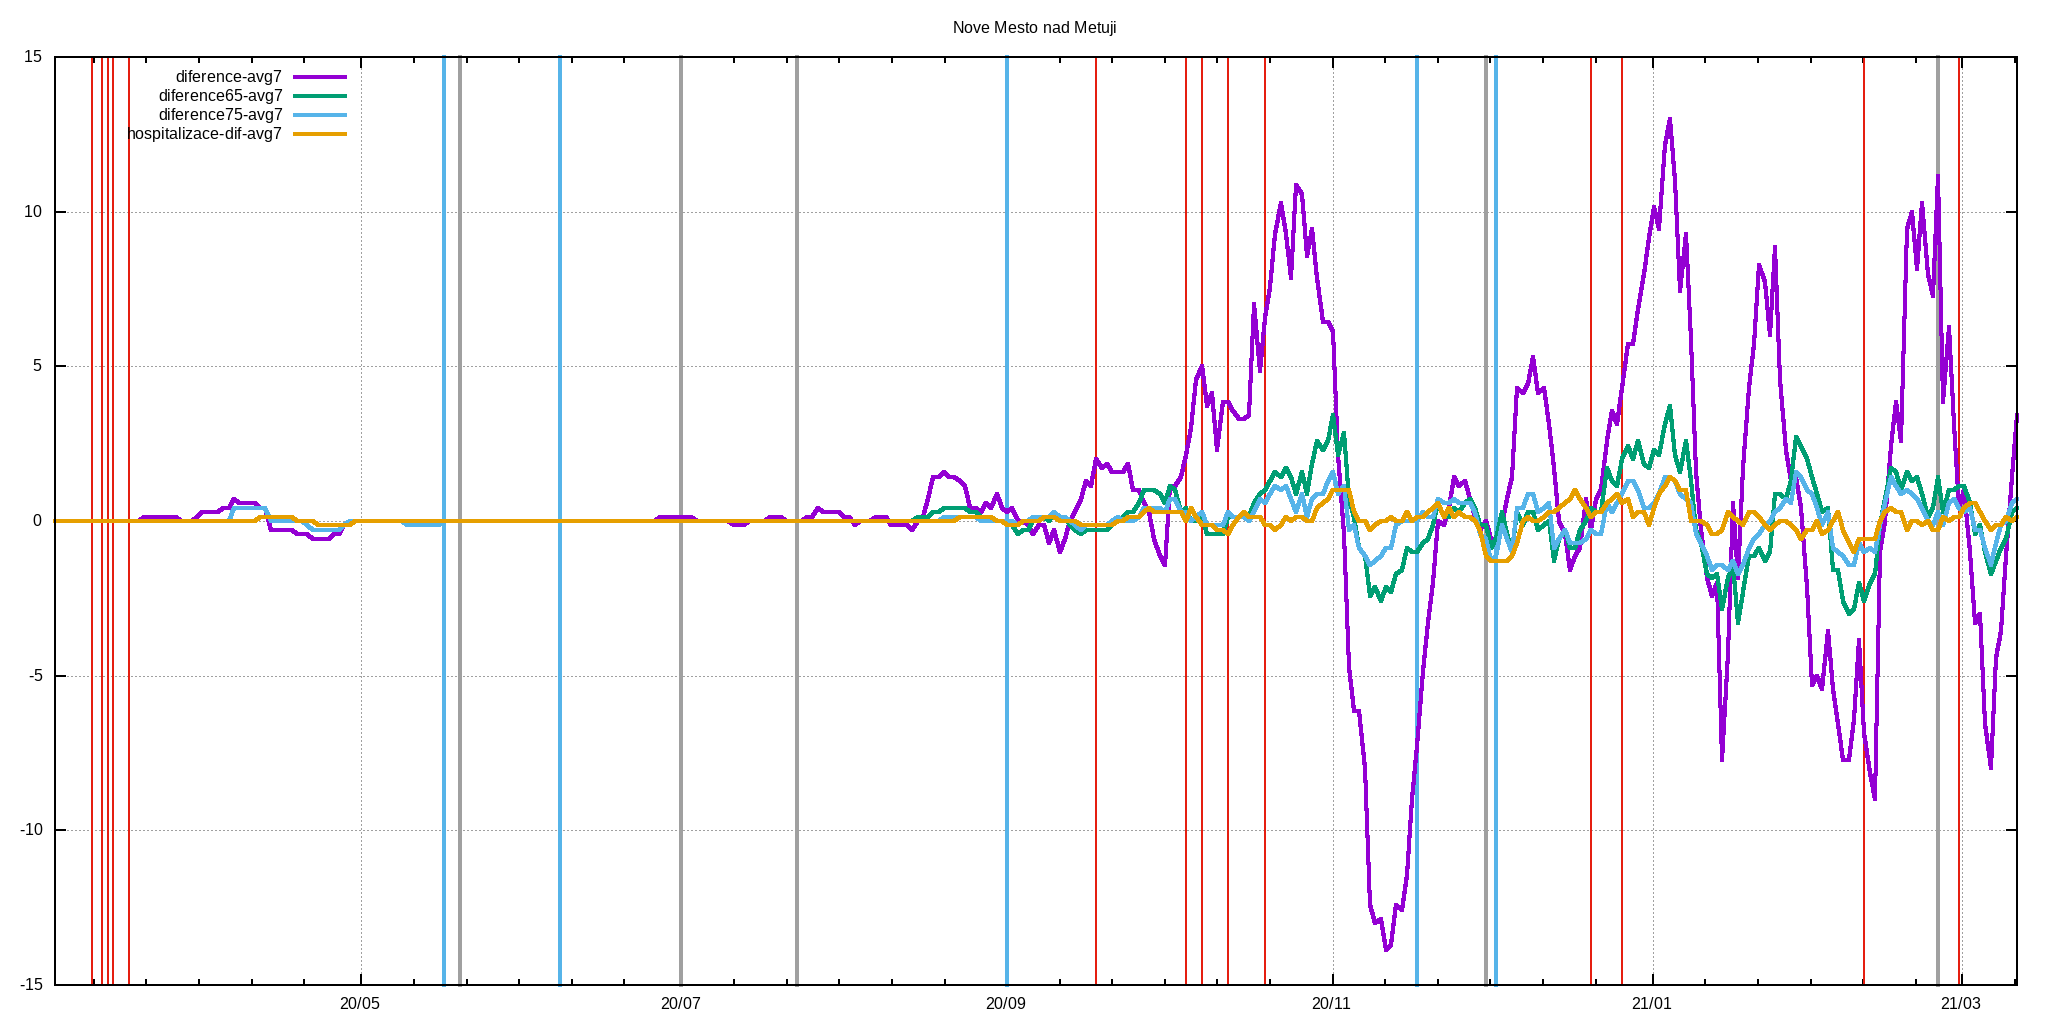 Nove Mesto nad Metuji
15
10
5
0
-5
-10
-15
diference-avg7
diference65-avg7
diference75-avg7
hospitalizace-dif-avg7
20/05
20/07
20/09
20/11
21/01
21/03